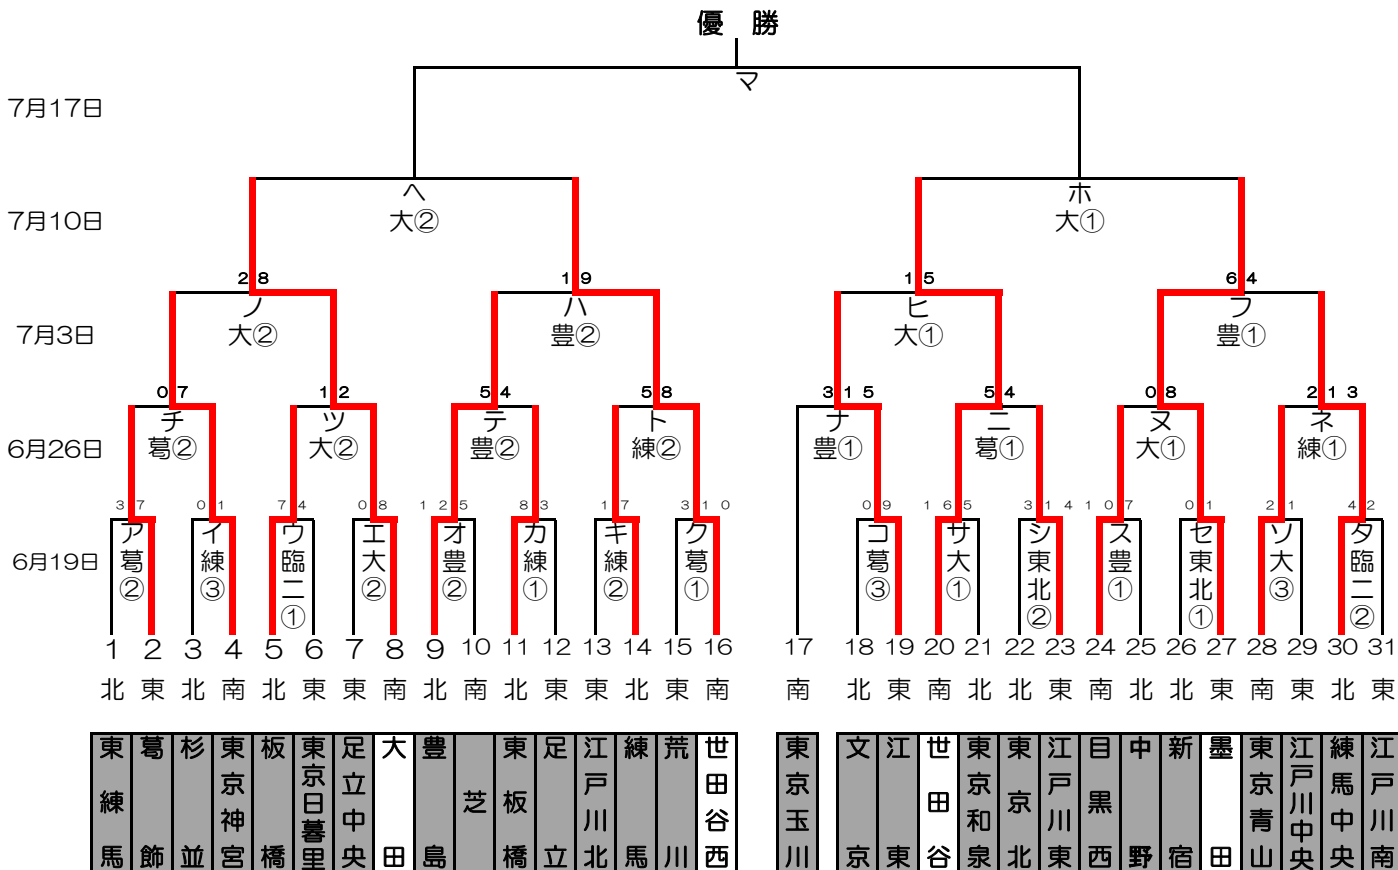 優 勝
マ
7月17日
ヘ ホ
7月10日 大② 大①
2 8 1 9 1 5 6 4
ノ ハ ヒ フ
7月3日 大② 豊② 大① 豊①
0 7 1 2 5 4 5 8 3 1 5 5 4 0 8 2 1 3
チ ツ テ ト ナ ニ ヌ ネ
6月26日 葛② 大② 豊② 練② 豊① 葛① 大① 練①
3 7 0 1 7 4 0 8 1 2 5 8 3 1 7 3 1 0 0 9 1 6 5 3 1 4 1 0 7 0 1 2 1 4 2
6月19日
ア葛② イ練③ ウ臨二① エ大② オ豊② カ練① キ練② ク葛① コ葛③ サ大① シ東北② ス豊① セ東北① ソ大③ タ臨二②
1 2 3 4 5 6 7 8 9 10 11 12 13 14 15 16 17 18 19 20 21 22 23 24 25 26 27 28 29 30 31
北 東 北 南 北 東 東 南 北 南 北 東 東 北 東 南 南 北 東 南 北 北 東 南 北 北 東 南 東 北 東
東練馬
葛飾
杉並
東京神宮
板橋
東京日暮里
足立中央
大田
豊島
芝
東板橋
足立
江戸川北
練馬
荒川
世田谷西
東京玉川
文京
江東
世田谷
東京和泉
東京北
江戸川東
目黒西
中野
新宿
墨田
東京青山
江戸川中央
練馬中央
江戸川南